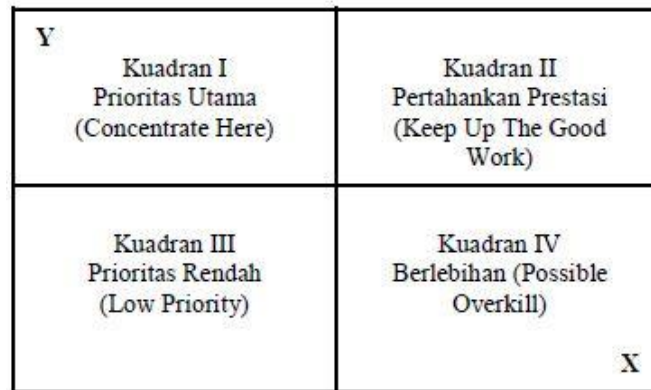 Y
Kuadran I
Prioritas Utama
(Concentrate Here)
Kuadran II
Pertahankan Prestasi
(Keep Up The Good
Work)
Kuadran III
Prioritas Rendah
(Low Priority)
Kuadran IV
Berlebihan (Possible
Overkill)
X